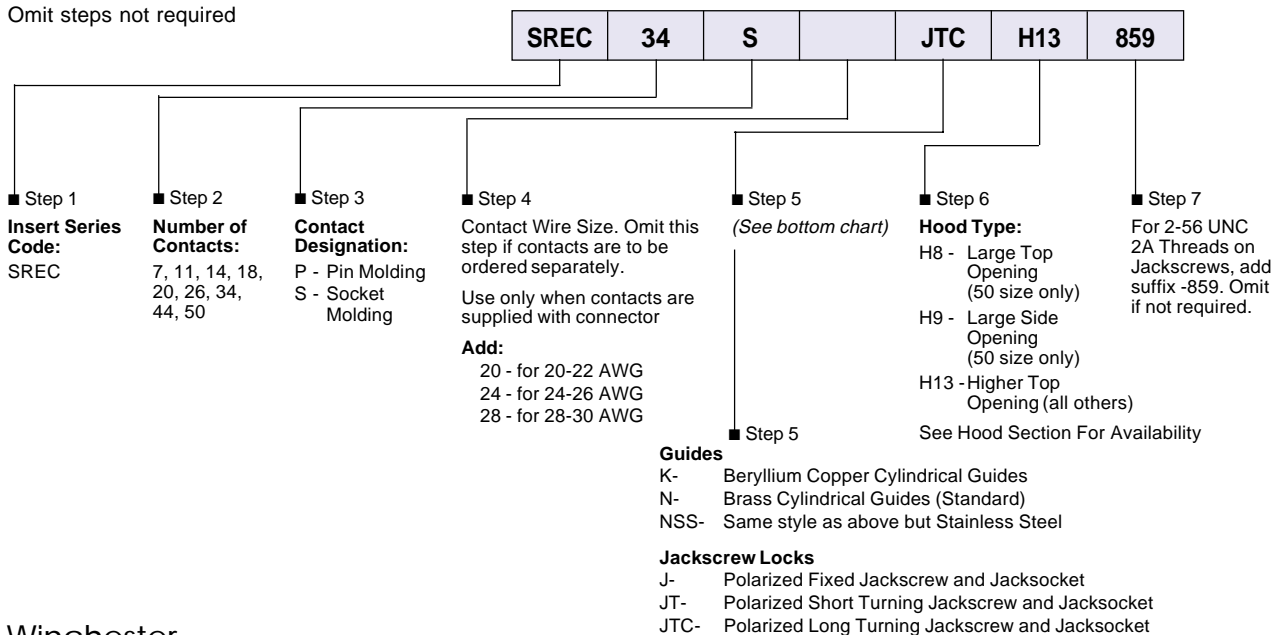 Omit steps not required
SREC 34 S JTC H13 859
■ Step 1
Insert Series
Code:
SREC
■ Step 2
Number of
Contacts:
7, 11, 14, 18,
20, 26, 34,
44, 50
■ Step 3
Contact
Designation:
P - Pin Molding
S - Socket
Molding
■ Step 4
Contact Wire Size. Omit this
step if contacts are to be
ordered separately.
Use only when contacts are
supplied with connector
Add:
20 - for 20-22 AWG
24 - for 24-26 AWG
28 - for 28-30 AWG
■ Step 5
(See bottom chart)
■ Step 6
Hood Type:
H8 - Large Top
Opening
(50 size only)
H9 - Large Side
Opening
(50 size only)
H13 - Higher Top
Opening (all others)
See Hood Section For Availability
■ Step 7
For 2-56 UNC
2A Threads on
Jackscrews, add
suffix -859. Omit
if not required.
■ Step 5
Guides
K- Beryllium Copper Cylindrical Guides
N- Brass Cylindrical Guides (Standard)
NSS- Same style as above but Stainless Steel
Jackscrew Locks
J- Polarized Fixed Jackscrew and Jacksocket
JT- Polarized Short Turning Jackscrew and Jacksocket
JTC- Polarized Long Turning Jackscrew and Jacksocket
Winchester